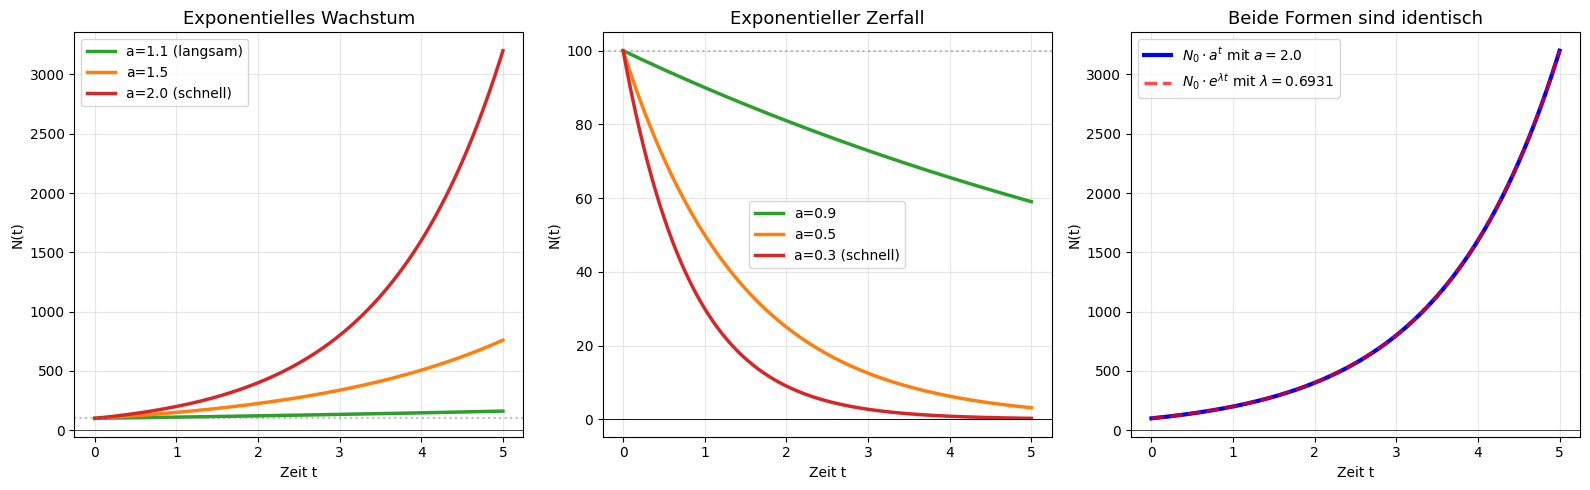 Exponentielles Wachstum
a=1.1 (langsam)
a=1.5
a=2.0 (schnell)
3000
2500
2000
1500
1000
500
0
N(t)
0 1 2 3 4 5
Zeit t
Exponentieller Zerfall
100
80
60
40
20
0
N(t)
a=0.9
a=0.5
a=0.3 (schnell)
0 1 2 3 4 5
Zeit t
Beide Formen sind identisch
N₀ · aᵗ mit a = 2.0
N₀ · e^{λt} mit λ = 0.6931
3000
2500
2000
1500
1000
500
0
N(t)
0 1 2 3 4 5
Zeit t